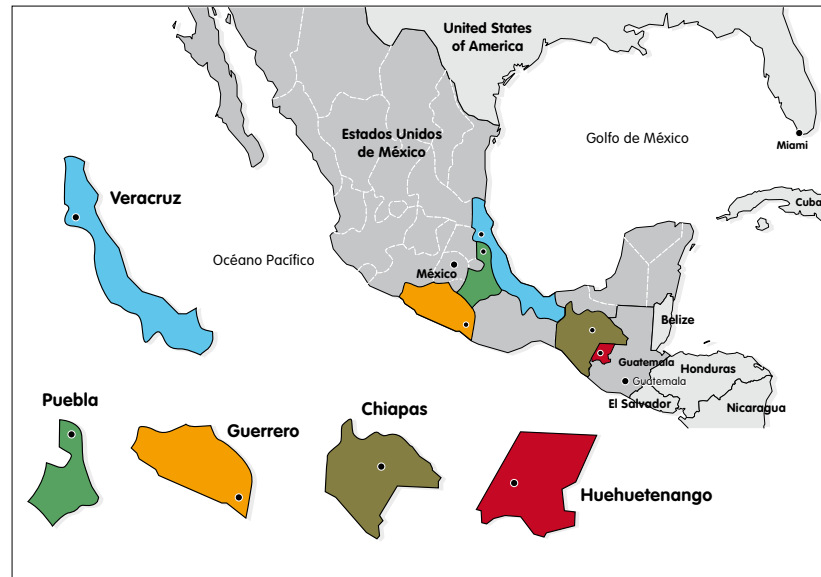 United States
of America
Estados Unidos
de México
Golfo de México
Miami
Cuba
Veracruz
Océano Pacífico
México
Belize
Guatemala
Honduras
Guatemala
El Salvador
Nicaragua
Puebla
Guerrero
Chiapas
Huehuetenango